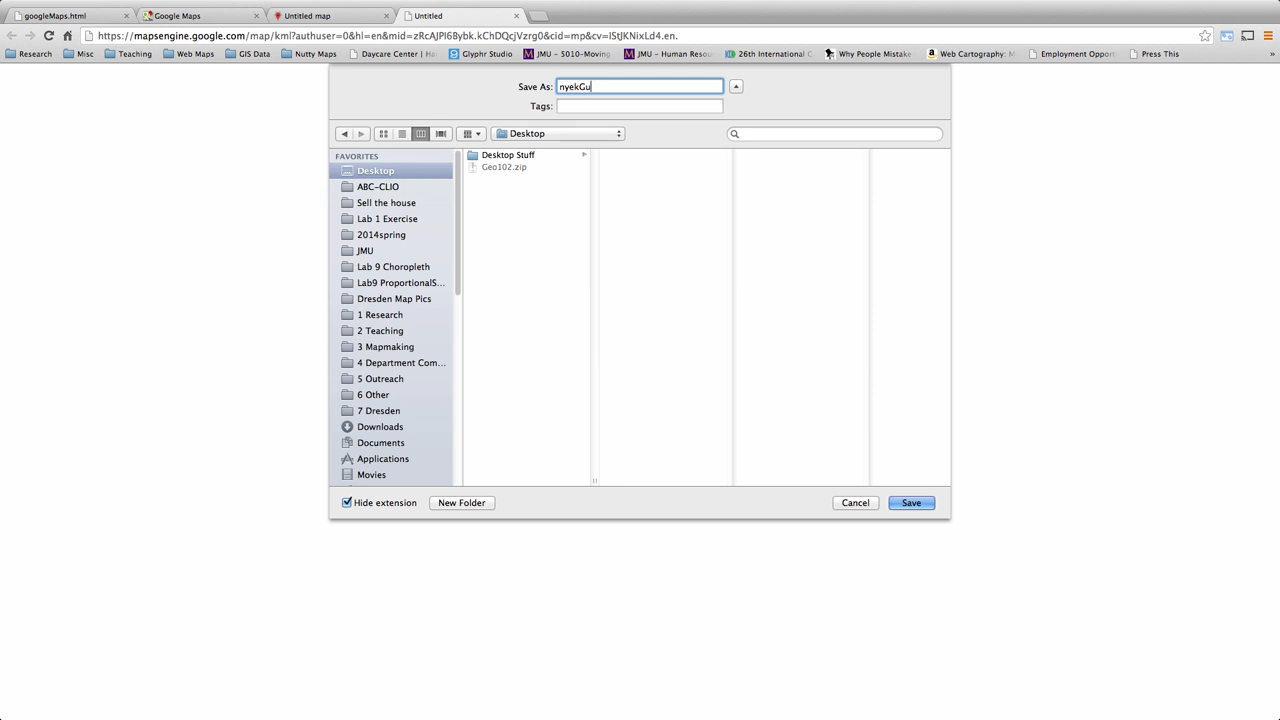 googleMaps.html
Google Maps
Untitled map
Untitled
https://mapsengine.google.com/map/kml?authuser=0&hl=en&mid=zRcAJPl6Bybk.kChDQcjVzrg0&cid=mp&cv=lStJKNixLd4.en.
Research
Misc
Teaching
Web Maps
GIS Data
Nutty Maps
Daycare Center | Ha
Glyphr Studio
JMU - 5010-Moving
JMU - Human Resou
26th International C
Why People Mistake
Web Cartography: M
Employment Opport
Press This
»
Save As: nyekGu
Tags:
Desktop
FAVORITES
Desktop
ABC-CLIO
Sell the house
Lab 1 Exercise
2014spring
JMU
Lab 9 Choropleth
Lab9 ProportionalS...
Dresden Map Pics
1 Research
2 Teaching
3 Mapmaking
4 Department Com...
5 Outreach
6 Other
7 Dresden
Downloads
Documents
Applications
Movies
Desktop Stuff
Geo102.zip
Hide extension
New Folder
Cancel
Save